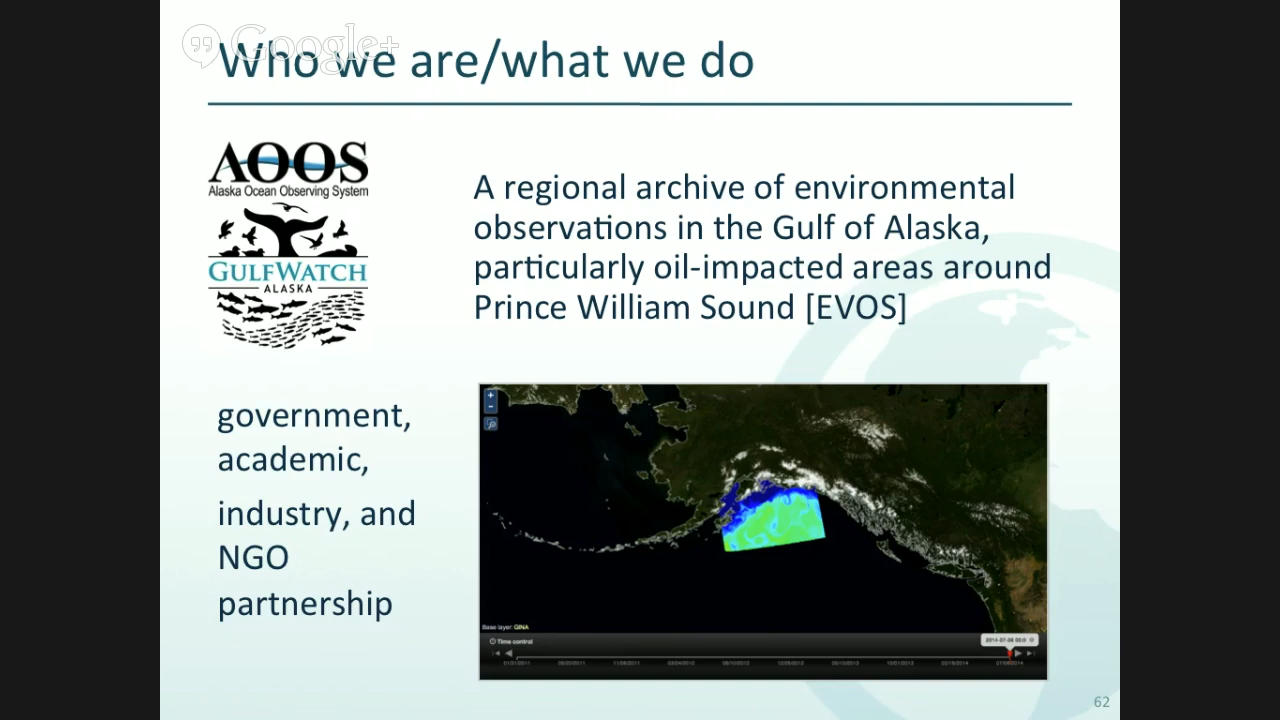 Google+
Who we are/what we do
AOOS
Alaska Ocean Observing System
GULFWATCH
ALASKA
A regional archive of environmental
observations in the Gulf of Alaska,
particularly oil-impacted areas around
Prince William Sound [EVOS]
government,
academic,
industry, and
NGO
partnership
Base layer: GINA
Time control
62